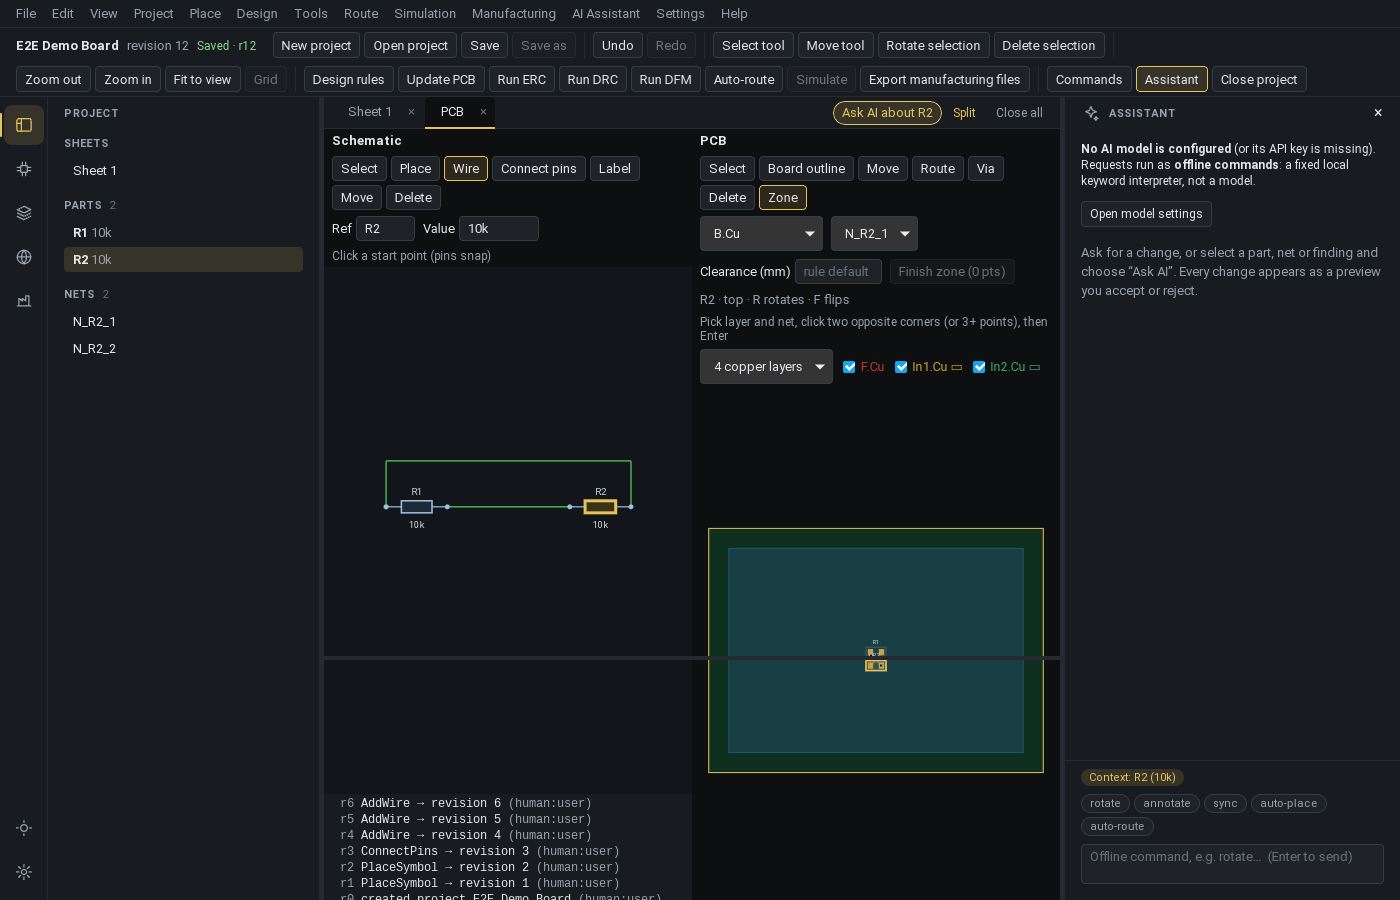 File Edit View Project Place Design Tools Route Simulation Manufacturing AI Assistant Settings Help
E2E Demo Board revision 12 Saved · r12 New project Open project Save Save as Undo Redo Select tool Move tool Rotate selection Delete selection
Zoom out Zoom in Fit to view Grid Design rules Update PCB Run ERC Run DRC Run DFM Auto-route Simulate Export manufacturing files Commands Assistant Close project
PROJECT
SHEETS
Sheet 1
PARTS 2
R1 10k
R2 10k
NETS 2
N_R2_1
N_R2_2
Sheet 1 × PCB × Ask AI about R2 Split Close all
Schematic
Select Place Wire Connect pins Label
Move Delete
Ref R2 Value 10k
Click a start point (pins snap)
R1 R2
10k 10k
r6 AddWire → revision 6 (human:user)
r5 AddWire → revision 5 (human:user)
r4 AddWire → revision 4 (human:user)
r3 ConnectPins → revision 3 (human:user)
r2 PlaceSymbol → revision 2 (human:user)
r1 PlaceSymbol → revision 1 (human:user)
r0 created project E2E Demo Board (human:user)
PCB
Select Board outline Move Route Via
Delete Zone
B.Cu N_R2_1
Clearance (mm) rule default Finish zone (0 pts)
R2 · top · R rotates · F flips
Pick layer and net, click two opposite corners (or 3+ points), then
Enter
4 copper layers F.Cu In1.Cu In2.Cu
R1
ASSISTANT ×
No AI model is configured (or its API key is missing).
Requests run as offline commands: a fixed local
keyword interpreter, not a model.
Open model settings
Ask for a change, or select a part, net or finding and
choose “Ask AI”. Every change appears as a preview
you accept or reject.
Context: R2 (10k)
rotate annotate sync auto-place
auto-route
Offline command, e.g. rotate… (Enter to send)